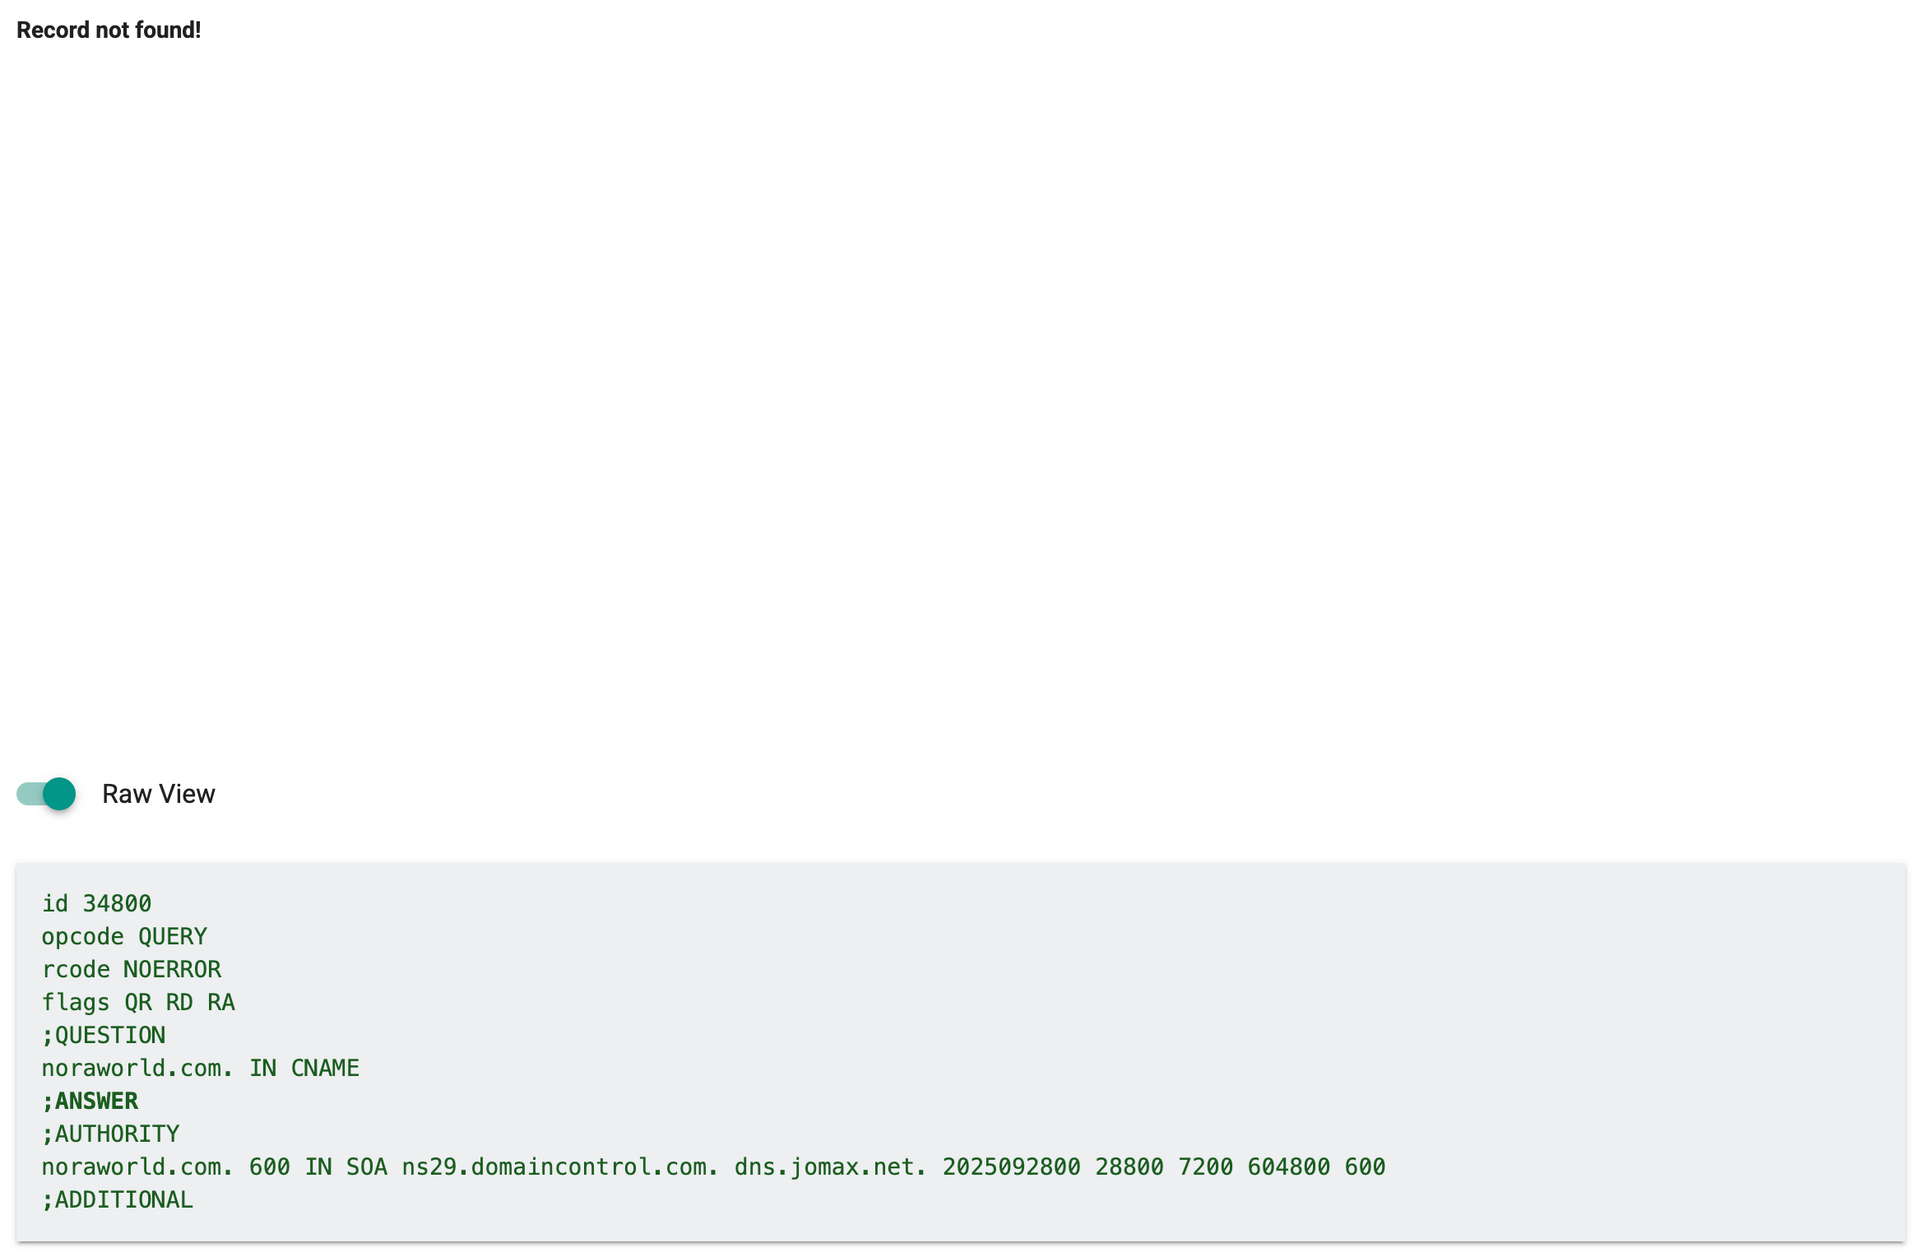 Record not found!
Raw View
id 34800
opcode QUERY
rcode NOERROR
flags QR RD RA
;QUESTION
noraworld.com. IN CNAME
;ANSWER
;AUTHORITY
noraworld.com. 600 IN SOA ns29.domaincontrol.com. dns.jomax.net. 2025092800 28800 7200 604800 600
;ADDITIONAL